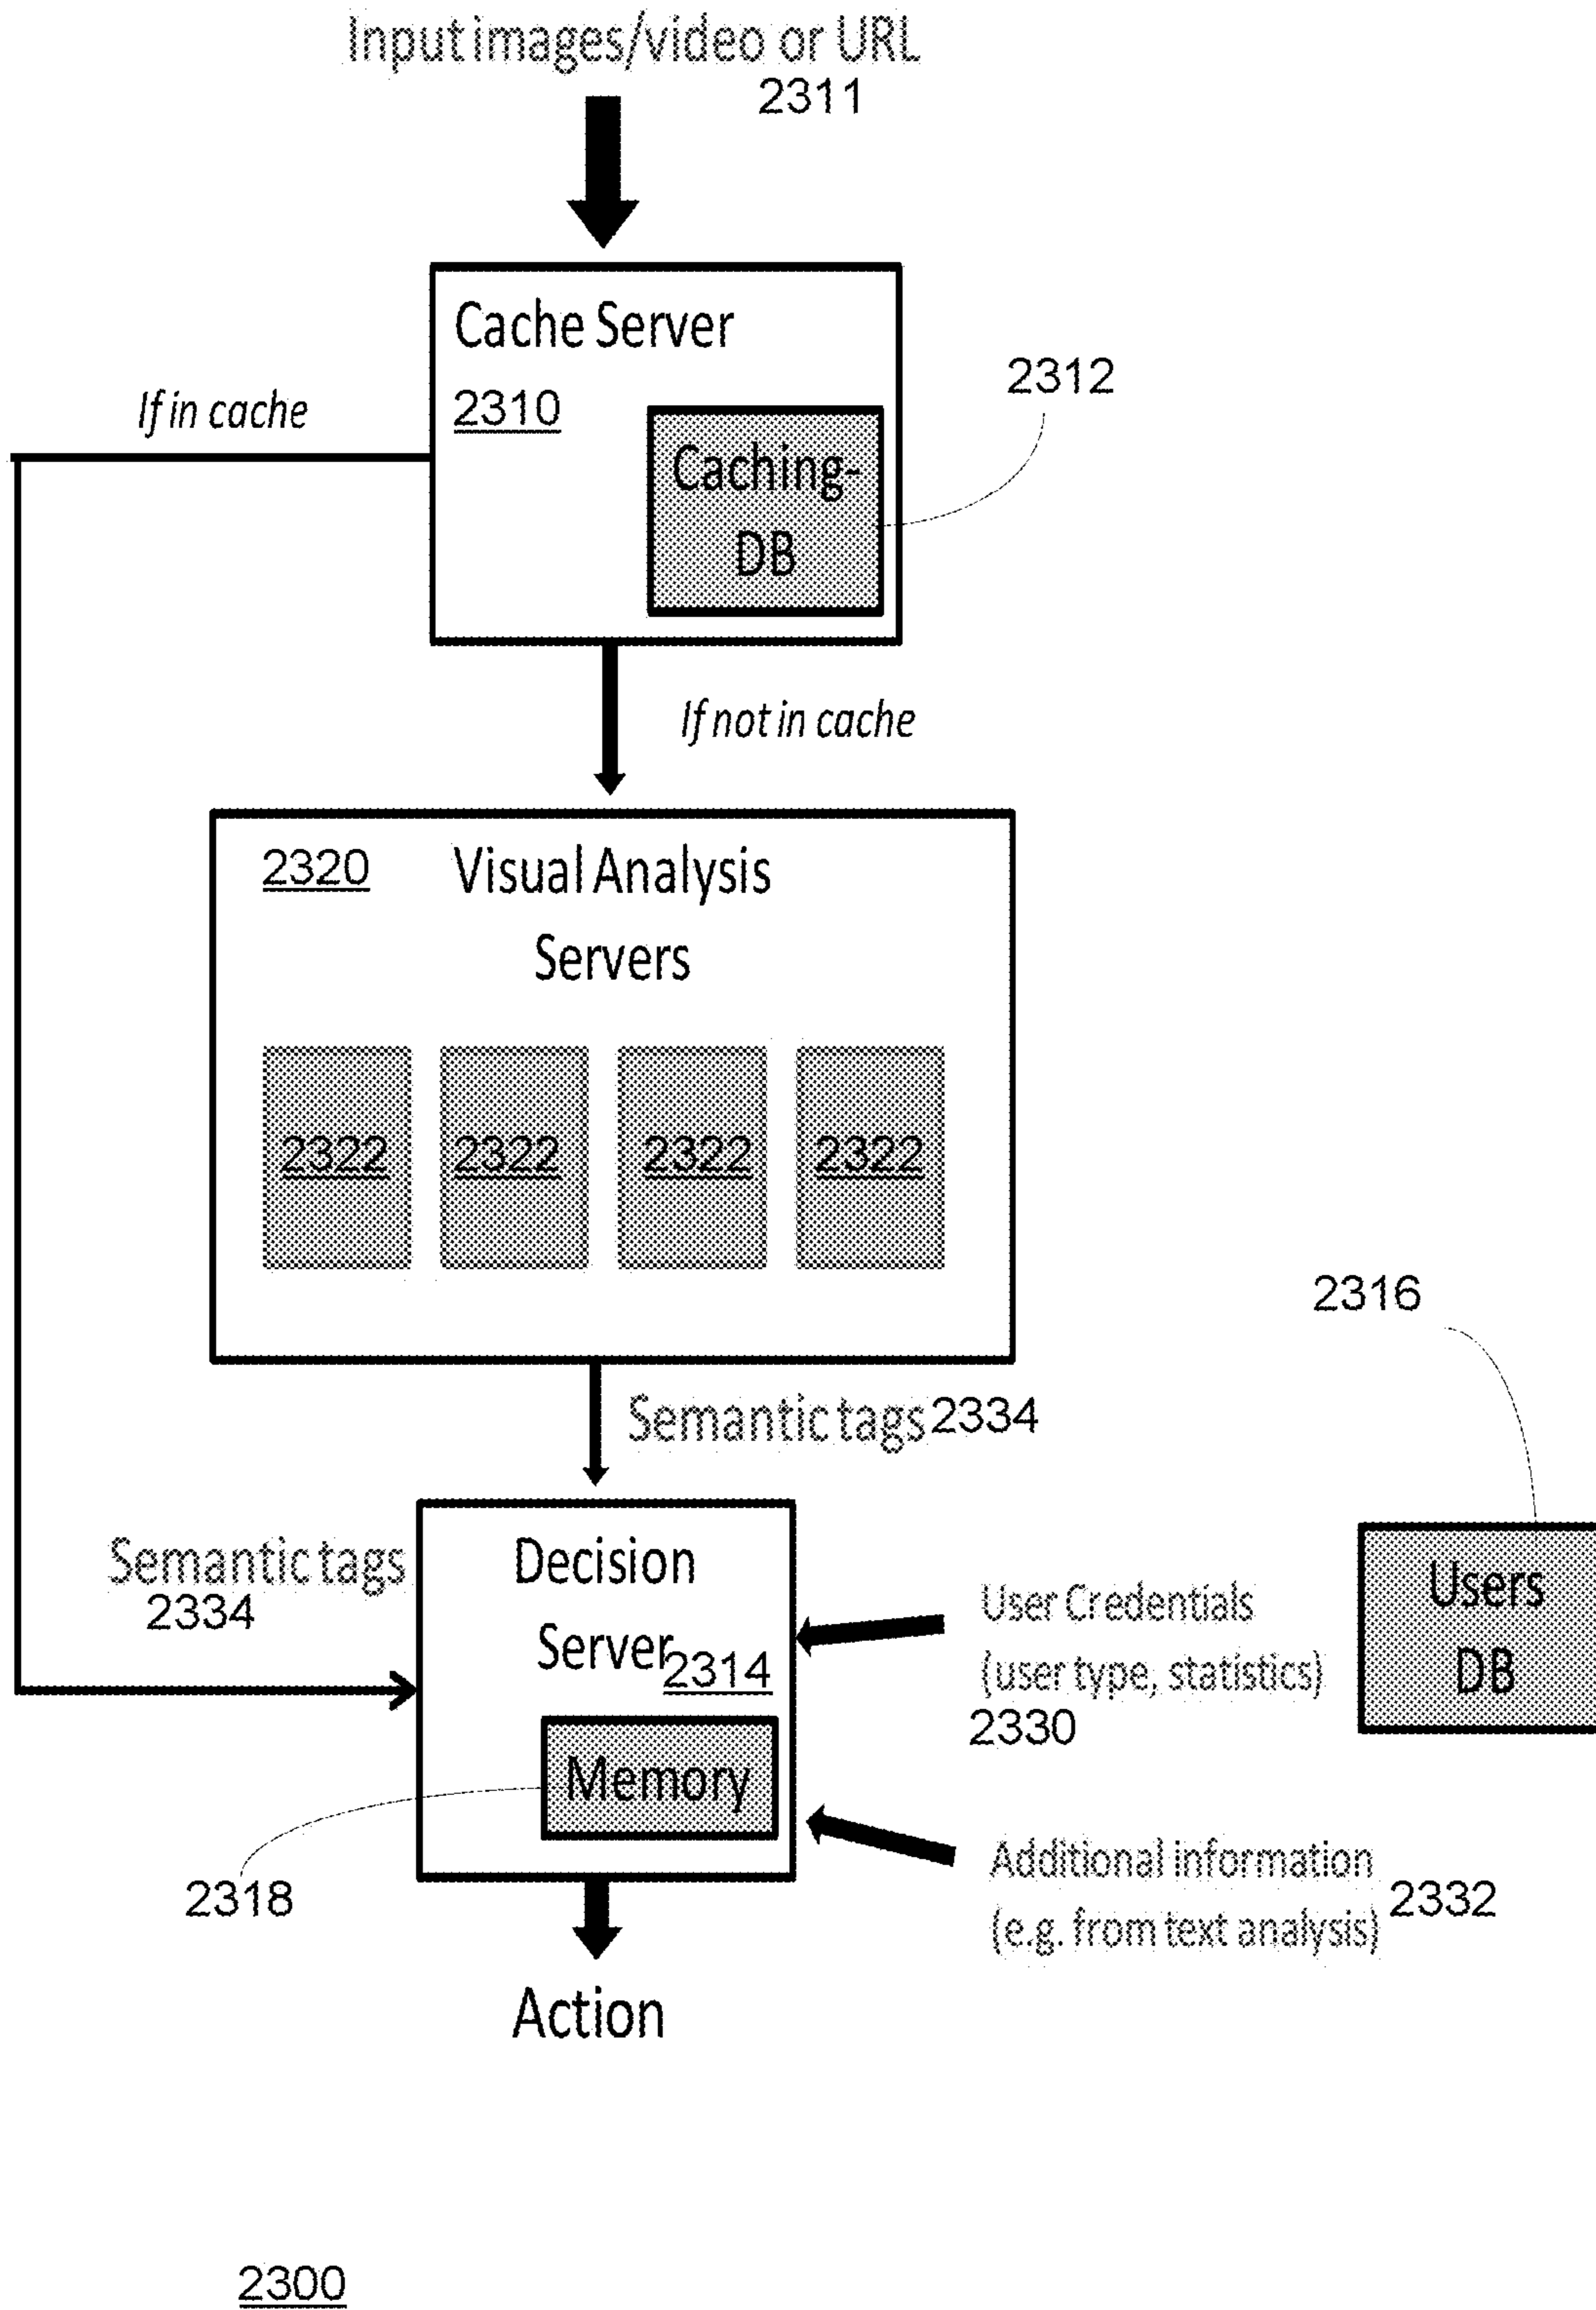 Input images/video or URL
2311
Cache Server
2310
2312
If in cache
Caching-
DB
If not in cache
2320
Visual Analysis
Servers
2322 2322 2322 2322
2316
Semantic tags 2334
Semantic tags
2334
Decision
Server 2314
Memory
2318
User Credentials
(user type, statistics)
2330
Users
DB
Additional information
(e.g. from text analysis)
2332
Action
2300